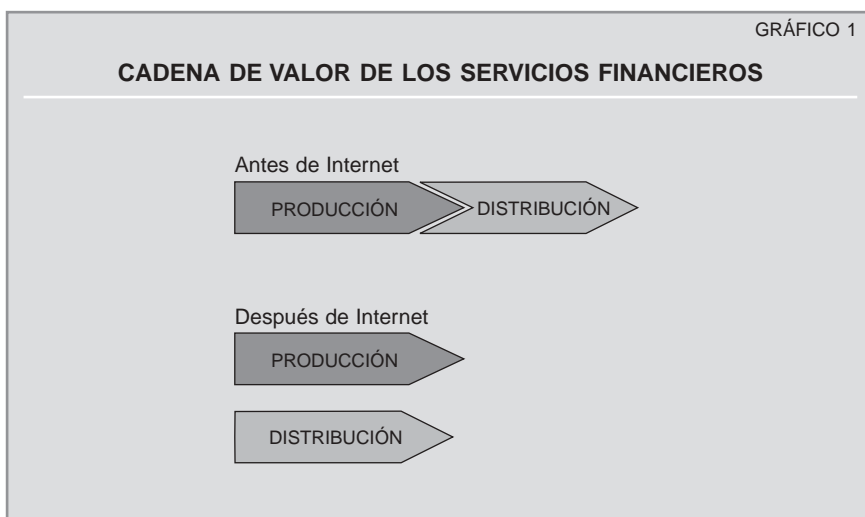 GRÁFICO 1
CADENA DE VALOR DE LOS SERVICIOS FINANCIEROS
Antes de Internet
PRODUCCIÓN
DISTRIBUCIÓN
Después de Internet
PRODUCCIÓN
DISTRIBUCIÓN